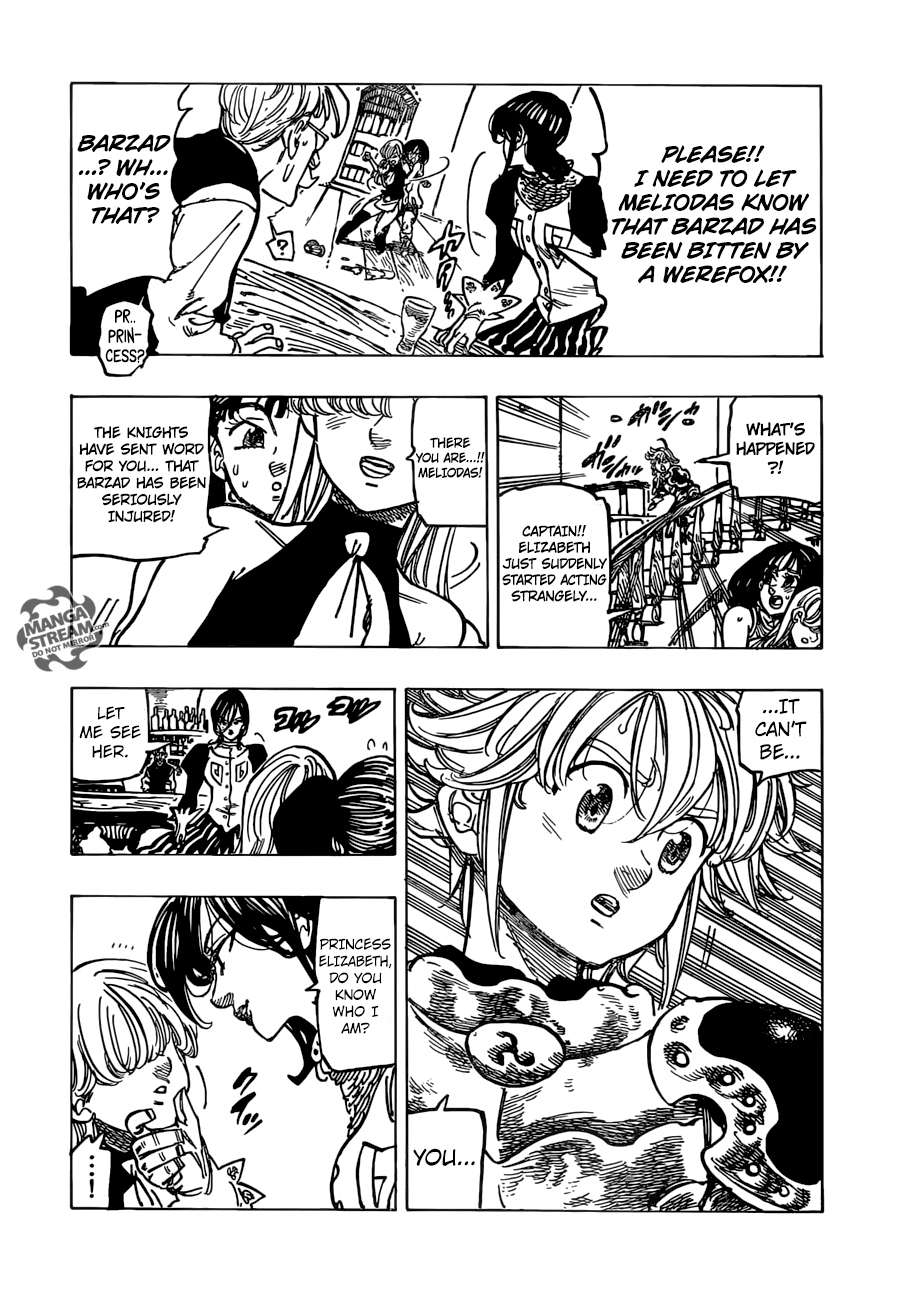 PLEASE!!
I NEED TO LET
MELIODAS KNOW
THAT BARZAD HAS
BEEN BITTEN BY
A WEREFOX!!
BARZAD
...? WH...
WHO'S
THAT?
?
PR..
PRIN-
CESS?
WHAT'S
HAPPENED
?!
CAPTAIN!!
ELIZABETH
JUST SUDDENLY
STARTED ACTING
STRANGELY...
THERE
YOU ARE...!!
MELIODAS!
THE KNIGHTS
HAVE SENT WORD
FOR YOU... THAT
BARZAD HAS BEEN
SERIOUSLY
INJURED!
MANGA
STREAM.com
DO NOT MIRROR
...IT
CAN'T
BE...
YOU...
LET
ME SEE
HER.
PRINCESS
ELIZABETH,
DO YOU
KNOW
WHO I
AM?
....!